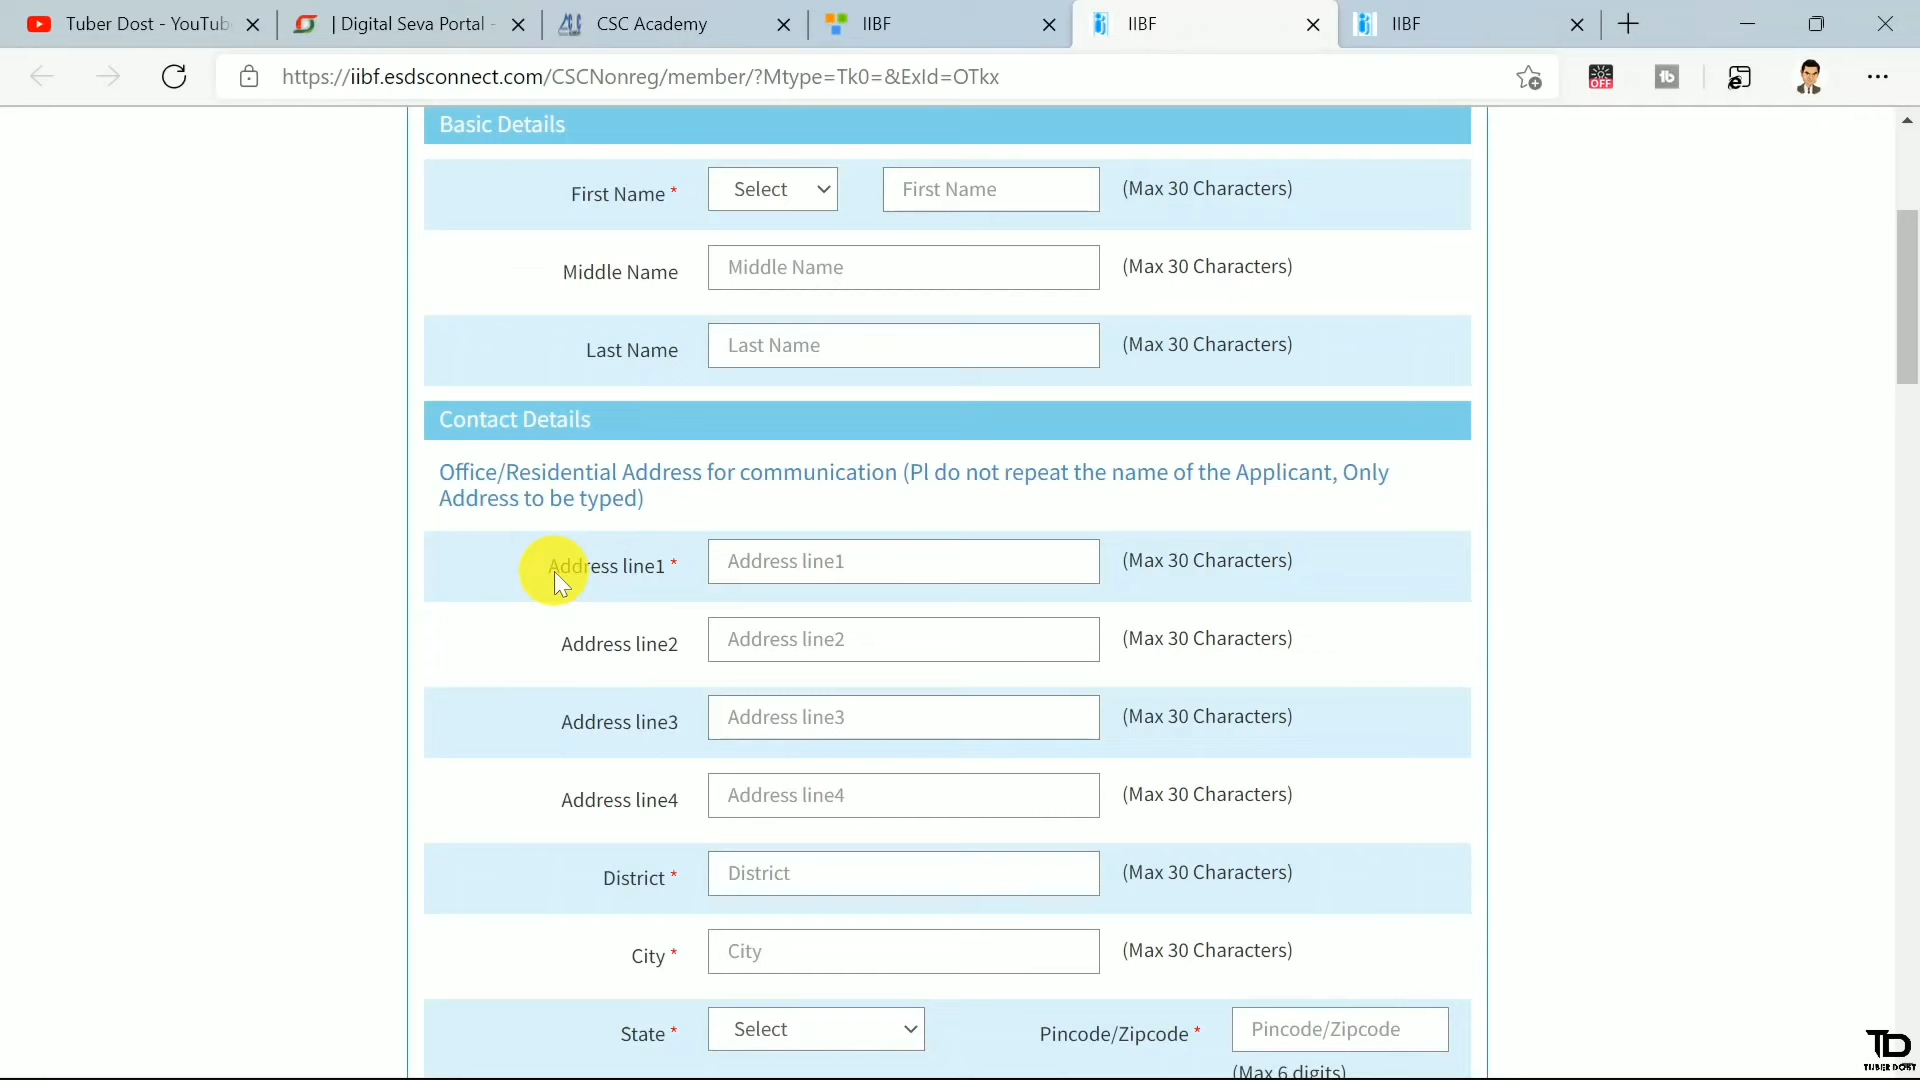 Tuber Dost - YouTub
| Digital Seva Portal -
CSC Academy
IIBF
IIBF
IIBF
https://iibf.esdsconnect.com/CSCNonreg/member/?Mtype=Tk0=&ExId=OTkx
OFF
tb
Basic Details
First Name * Select First Name (Max 30 Characters)
Middle Name Middle Name (Max 30 Characters)
Last Name Last Name (Max 30 Characters)
Contact Details
Office/Residential Address for communication (Pl do not repeat the name of the Applicant, Only
Address to be typed)
Address line1 * Address line1 (Max 30 Characters)
Address line2 Address line2 (Max 30 Characters)
Address line3 Address line3 (Max 30 Characters)
Address line4 Address line4 (Max 30 Characters)
District * District (Max 30 Characters)
City * City (Max 30 Characters)
State * Select Pincode/Zipcode * Pincode/Zipcode
(Max 6 digits)
TD
TUBER DOST